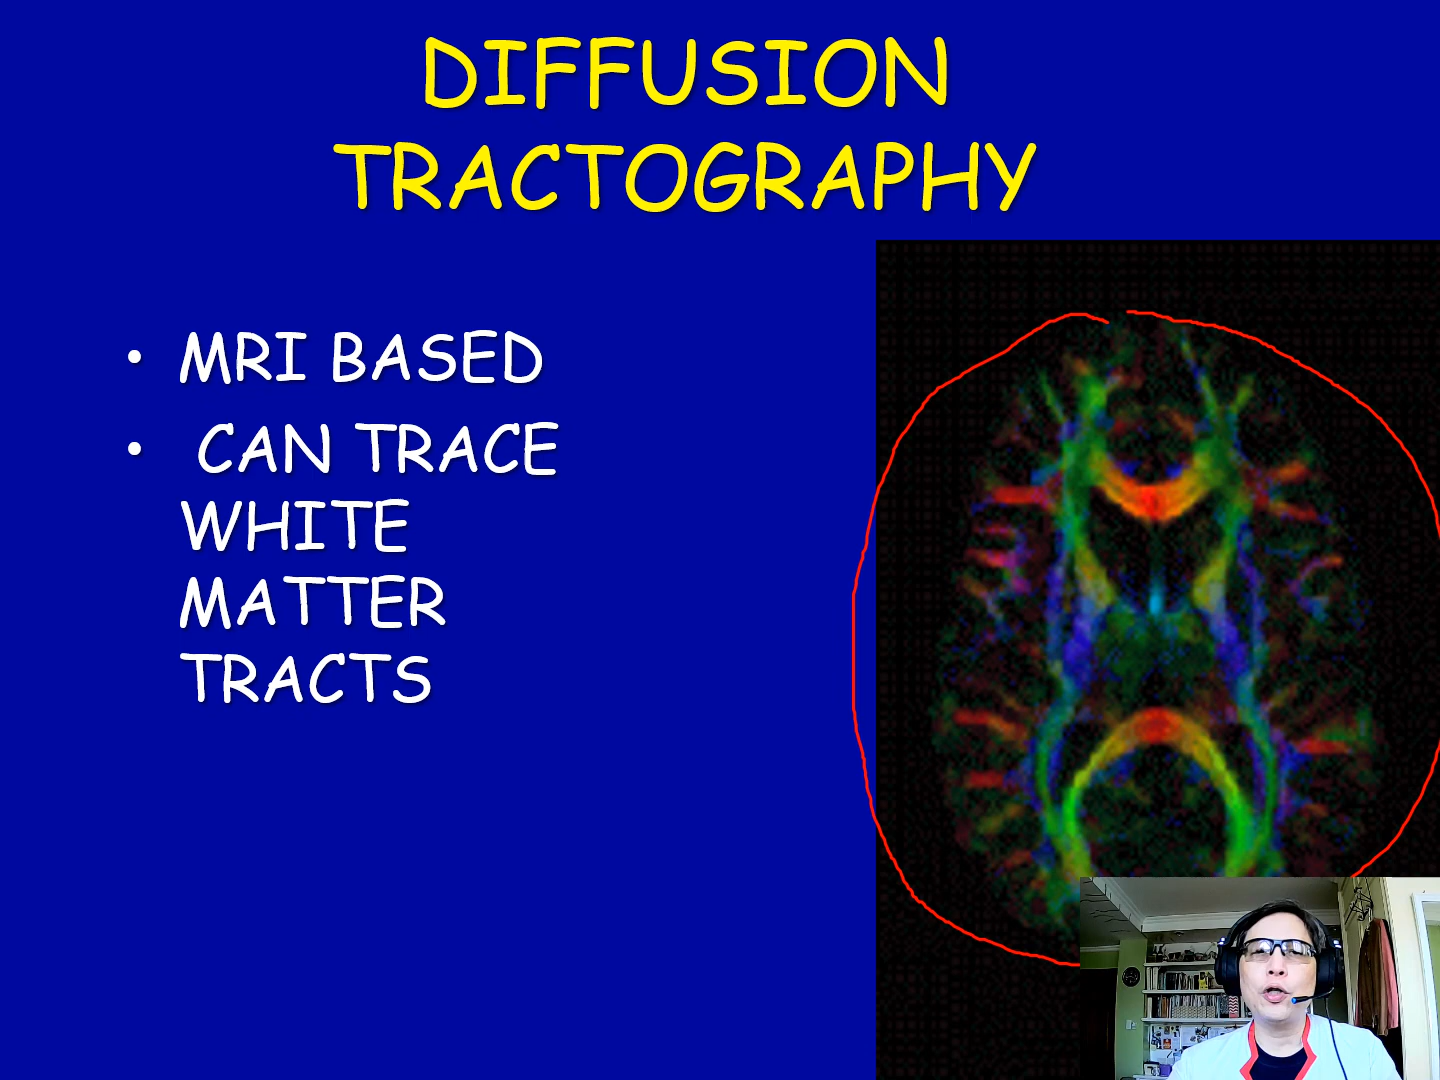 DIFFUSION
TRACTOGRAPHY
• MRI BASED
• CAN TRACE
WHITE
MATTER
TRACTS